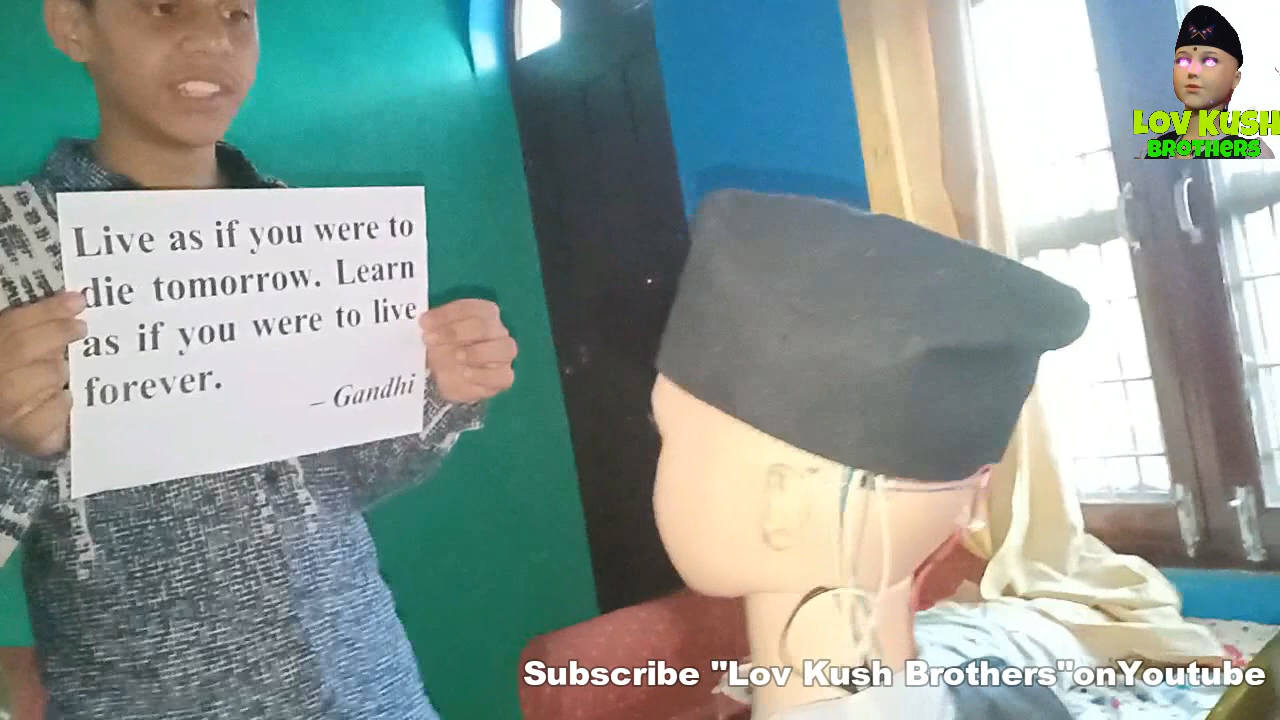 Live as if you were to
die tomorrow. Learn
as if you were to live
forever.
– Gandhi
LOV KUSH
BROTHERS
Subscribe "Lov Kush Brothers"onYoutube